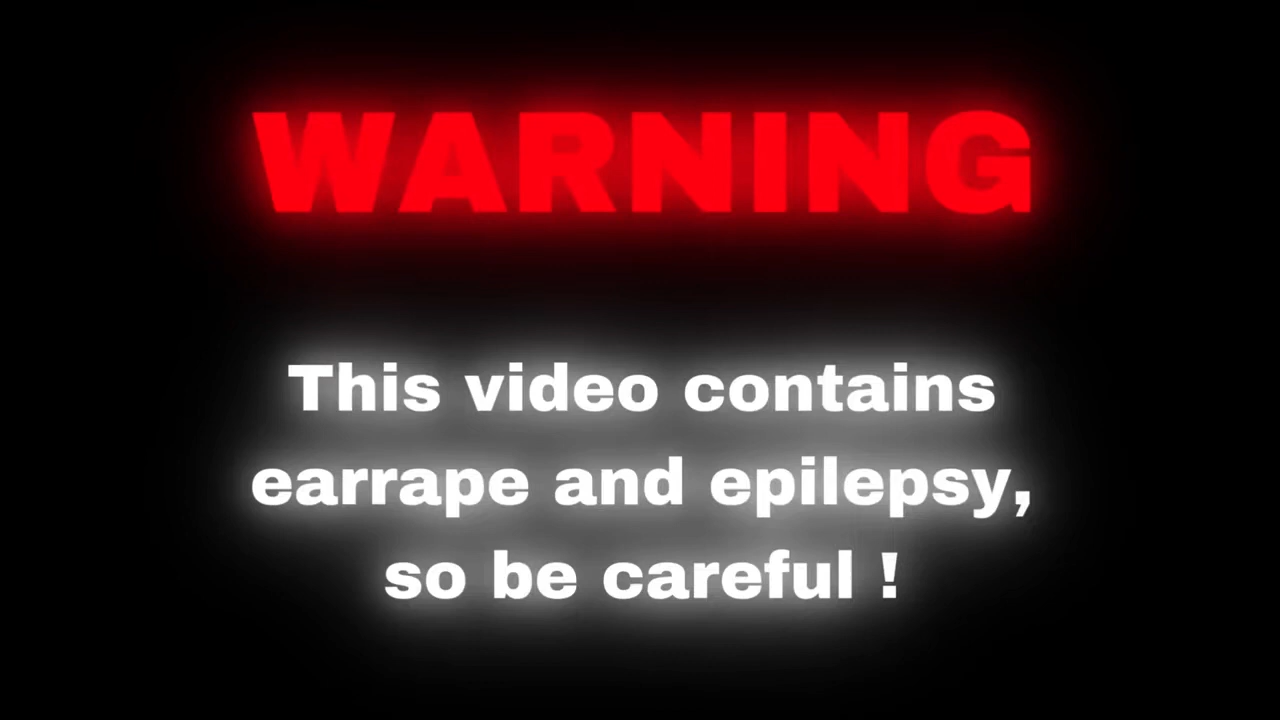 WARNING
This video contains
earrape and epilepsy,
so be careful !